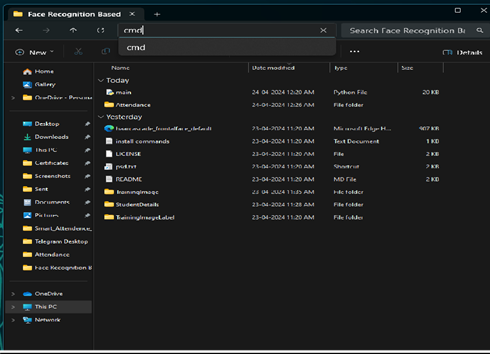 Face Recognition Based
cmd
Search Face Recognition Ba
cmd
New
Details
Name Date modified Type Size
Home
Gallery
OneDrive - Persona
Desktop
Downloads
This PC
Certificates
Screenshots
Sent
Documents
Pictures
Smart_Attendence_
Telegram Desktop
Attendance
Face Recognition B
OneDrive
This PC
Network
Today
main 24-04-2024 12:20 AM Python File 20 KB
Attendance 24-04-2024 12:26 AM File folder
Yesterday
haarcascade_frontalface_default 23-04-2024 11:20 AM Microsoft Edge H... 907 KB
install commands 23-04-2024 11:20 AM Text Document 1 KB
LICENSE 23-04-2024 11:20 AM File 2 KB
psd.txt 23-04-2024 11:20 AM Shortcut 2 KB
README 23-04-2024 11:20 AM MD File 2 KB
TrainingImage 23-04-2024 11:35 AM File folder
StudentDetails 23-04-2024 11:28 AM File folder
TrainingImageLabel 23-04-2024 11:20 AM File folder